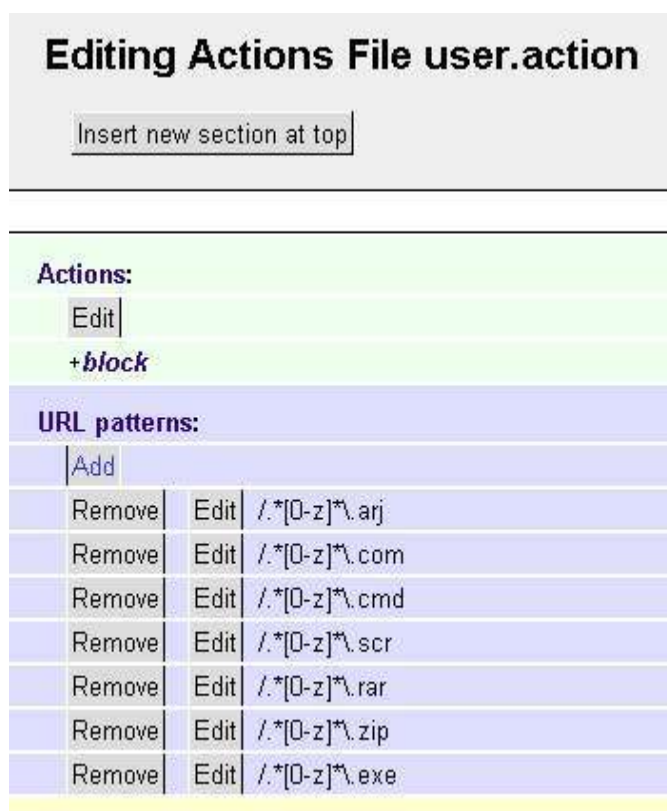 Editing Actions File user.action
Insert new section at top
Actions:
Edit
+block
URL patterns:
Add
Remove Edit /.*[0-z]*\.arj
Remove Edit /.*[0-z]*\.com
Remove Edit /.*[0-z]*\.cmd
Remove Edit /.*[0-z]*\.scr
Remove Edit /.*[0-z]*\.rar
Remove Edit /.*[0-z]*\.zip
Remove Edit /.*[0-z]*\.exe